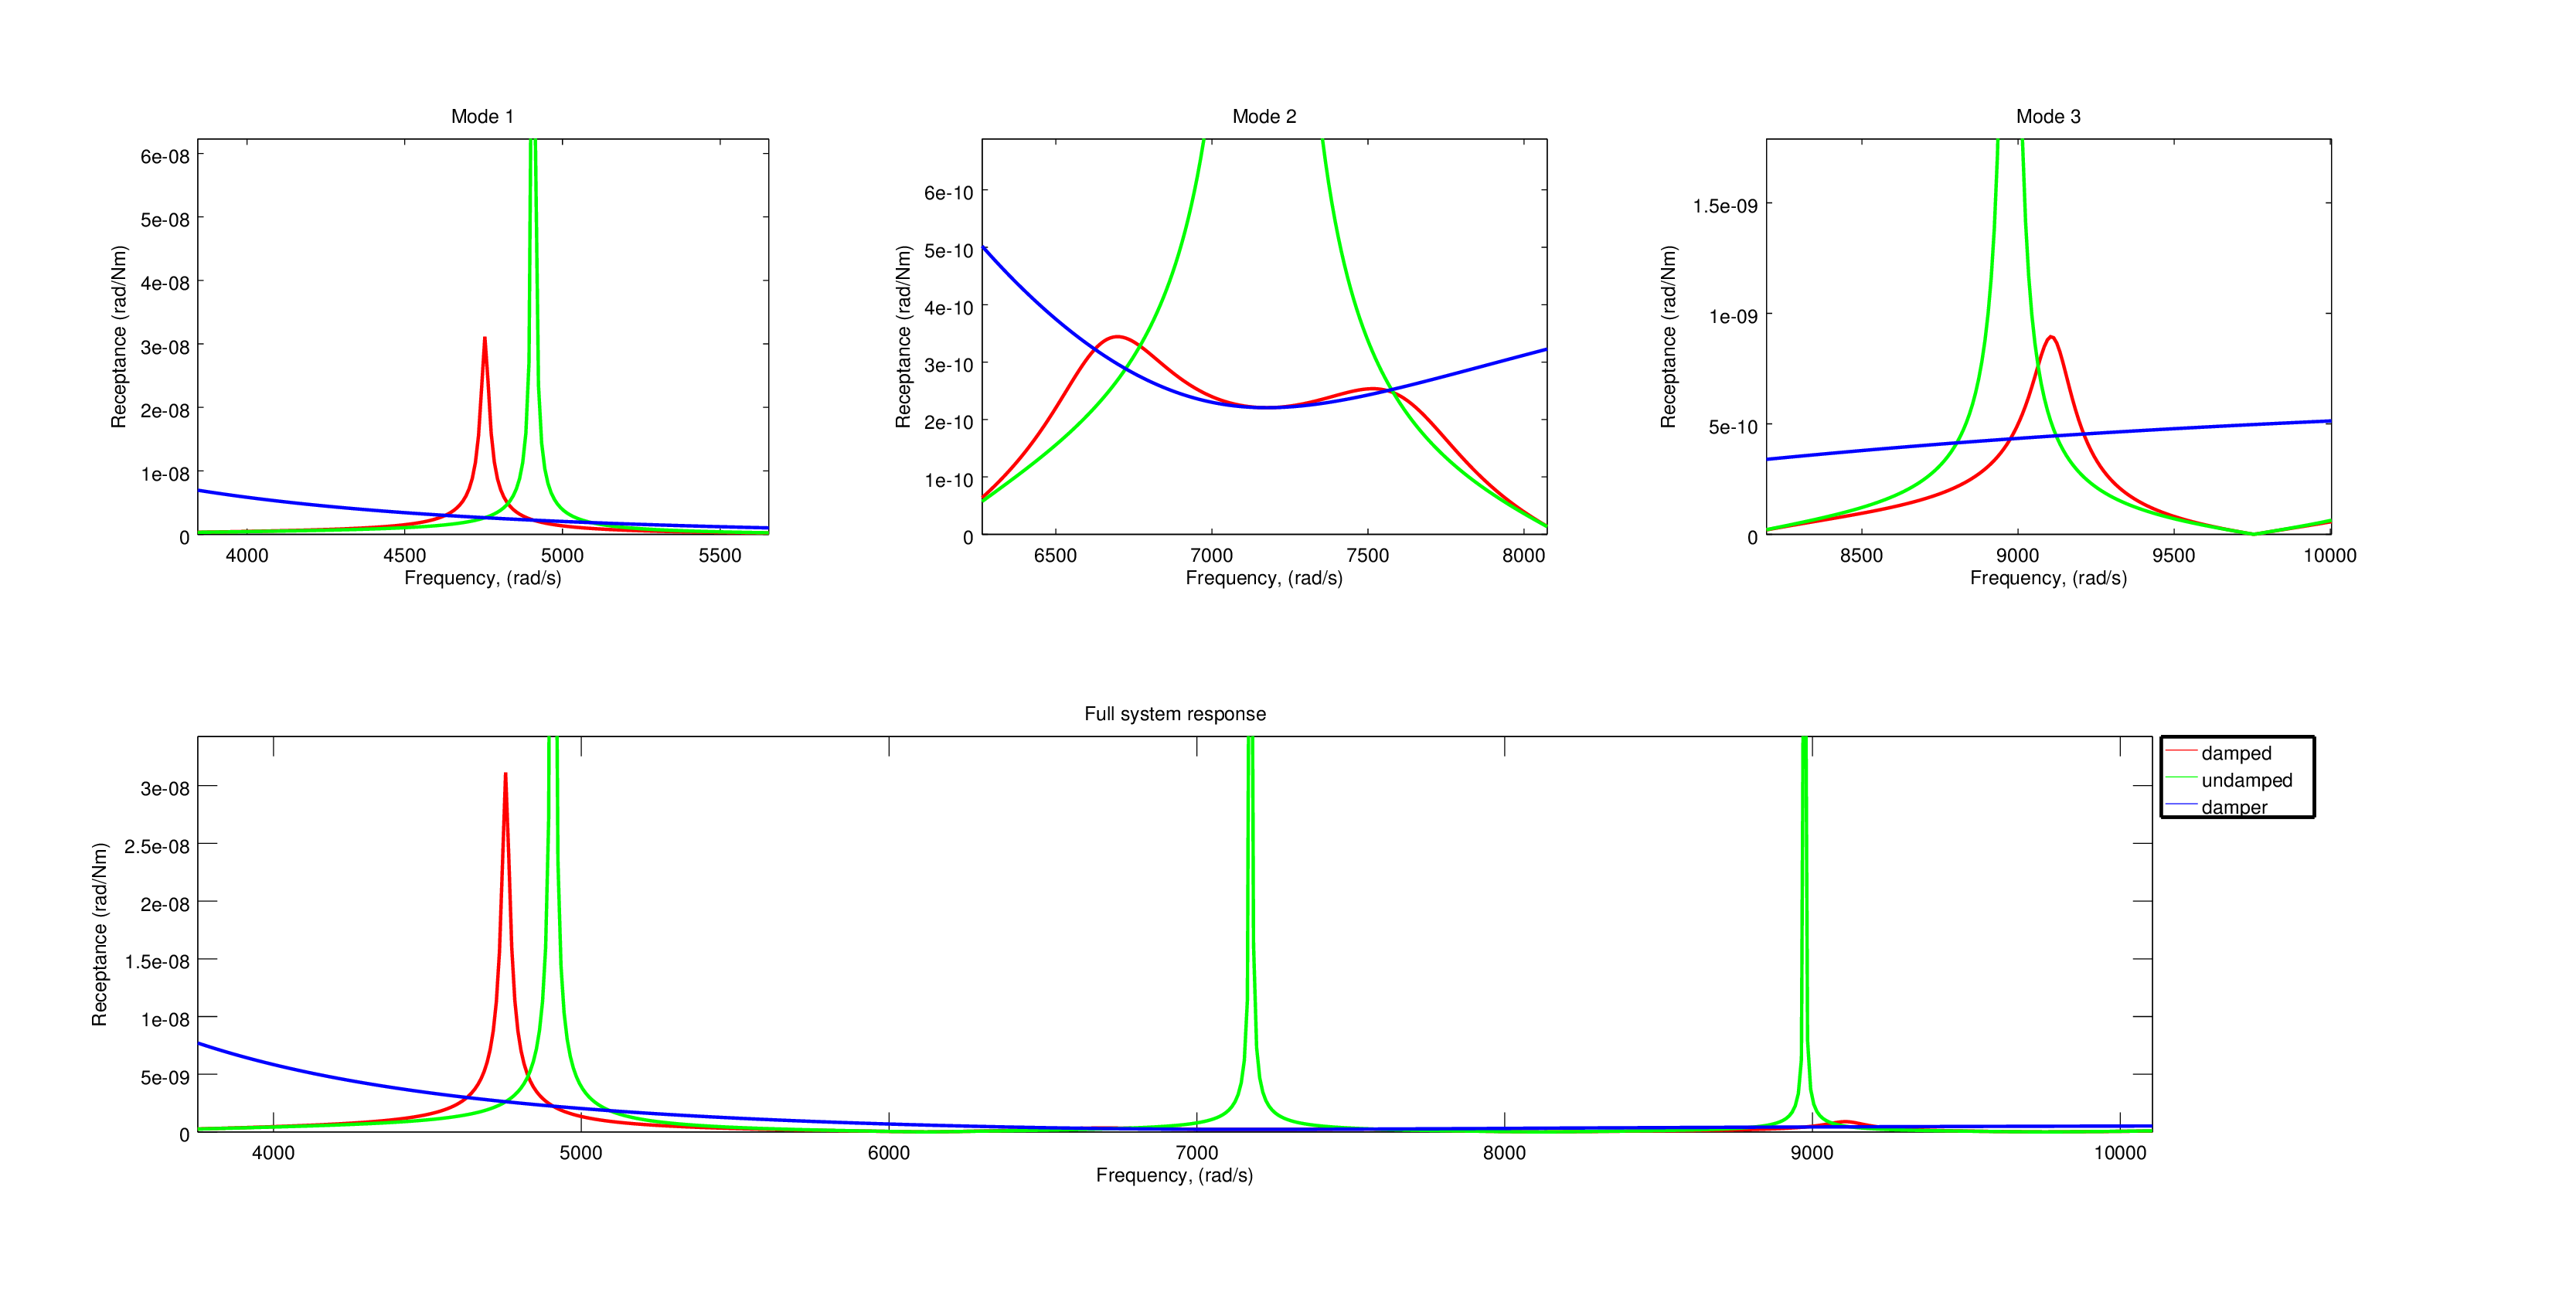 Mode 1
Mode 2
Mode 3
6e-08
5e-08
4e-08
3e-08
2e-08
1e-08
0
Receptance (rad/Nm)
4000 4500 5000 5500
Frequency, (rad/s)
6e-10
5e-10
4e-10
3e-10
2e-10
1e-10
0
Receptance (rad/Nm)
6500 7000 7500 8000
Frequency, (rad/s)
1.5e-09
1e-09
5e-10
0
Receptance (rad/Nm)
8500 9000 9500 10000
Frequency, (rad/s)
Full system response
3e-08
2.5e-08
2e-08
1.5e-08
1e-08
5e-09
0
Receptance (rad/Nm)
4000 5000 6000 7000 8000 9000 10000
Frequency, (rad/s)
damped
undamped
damper